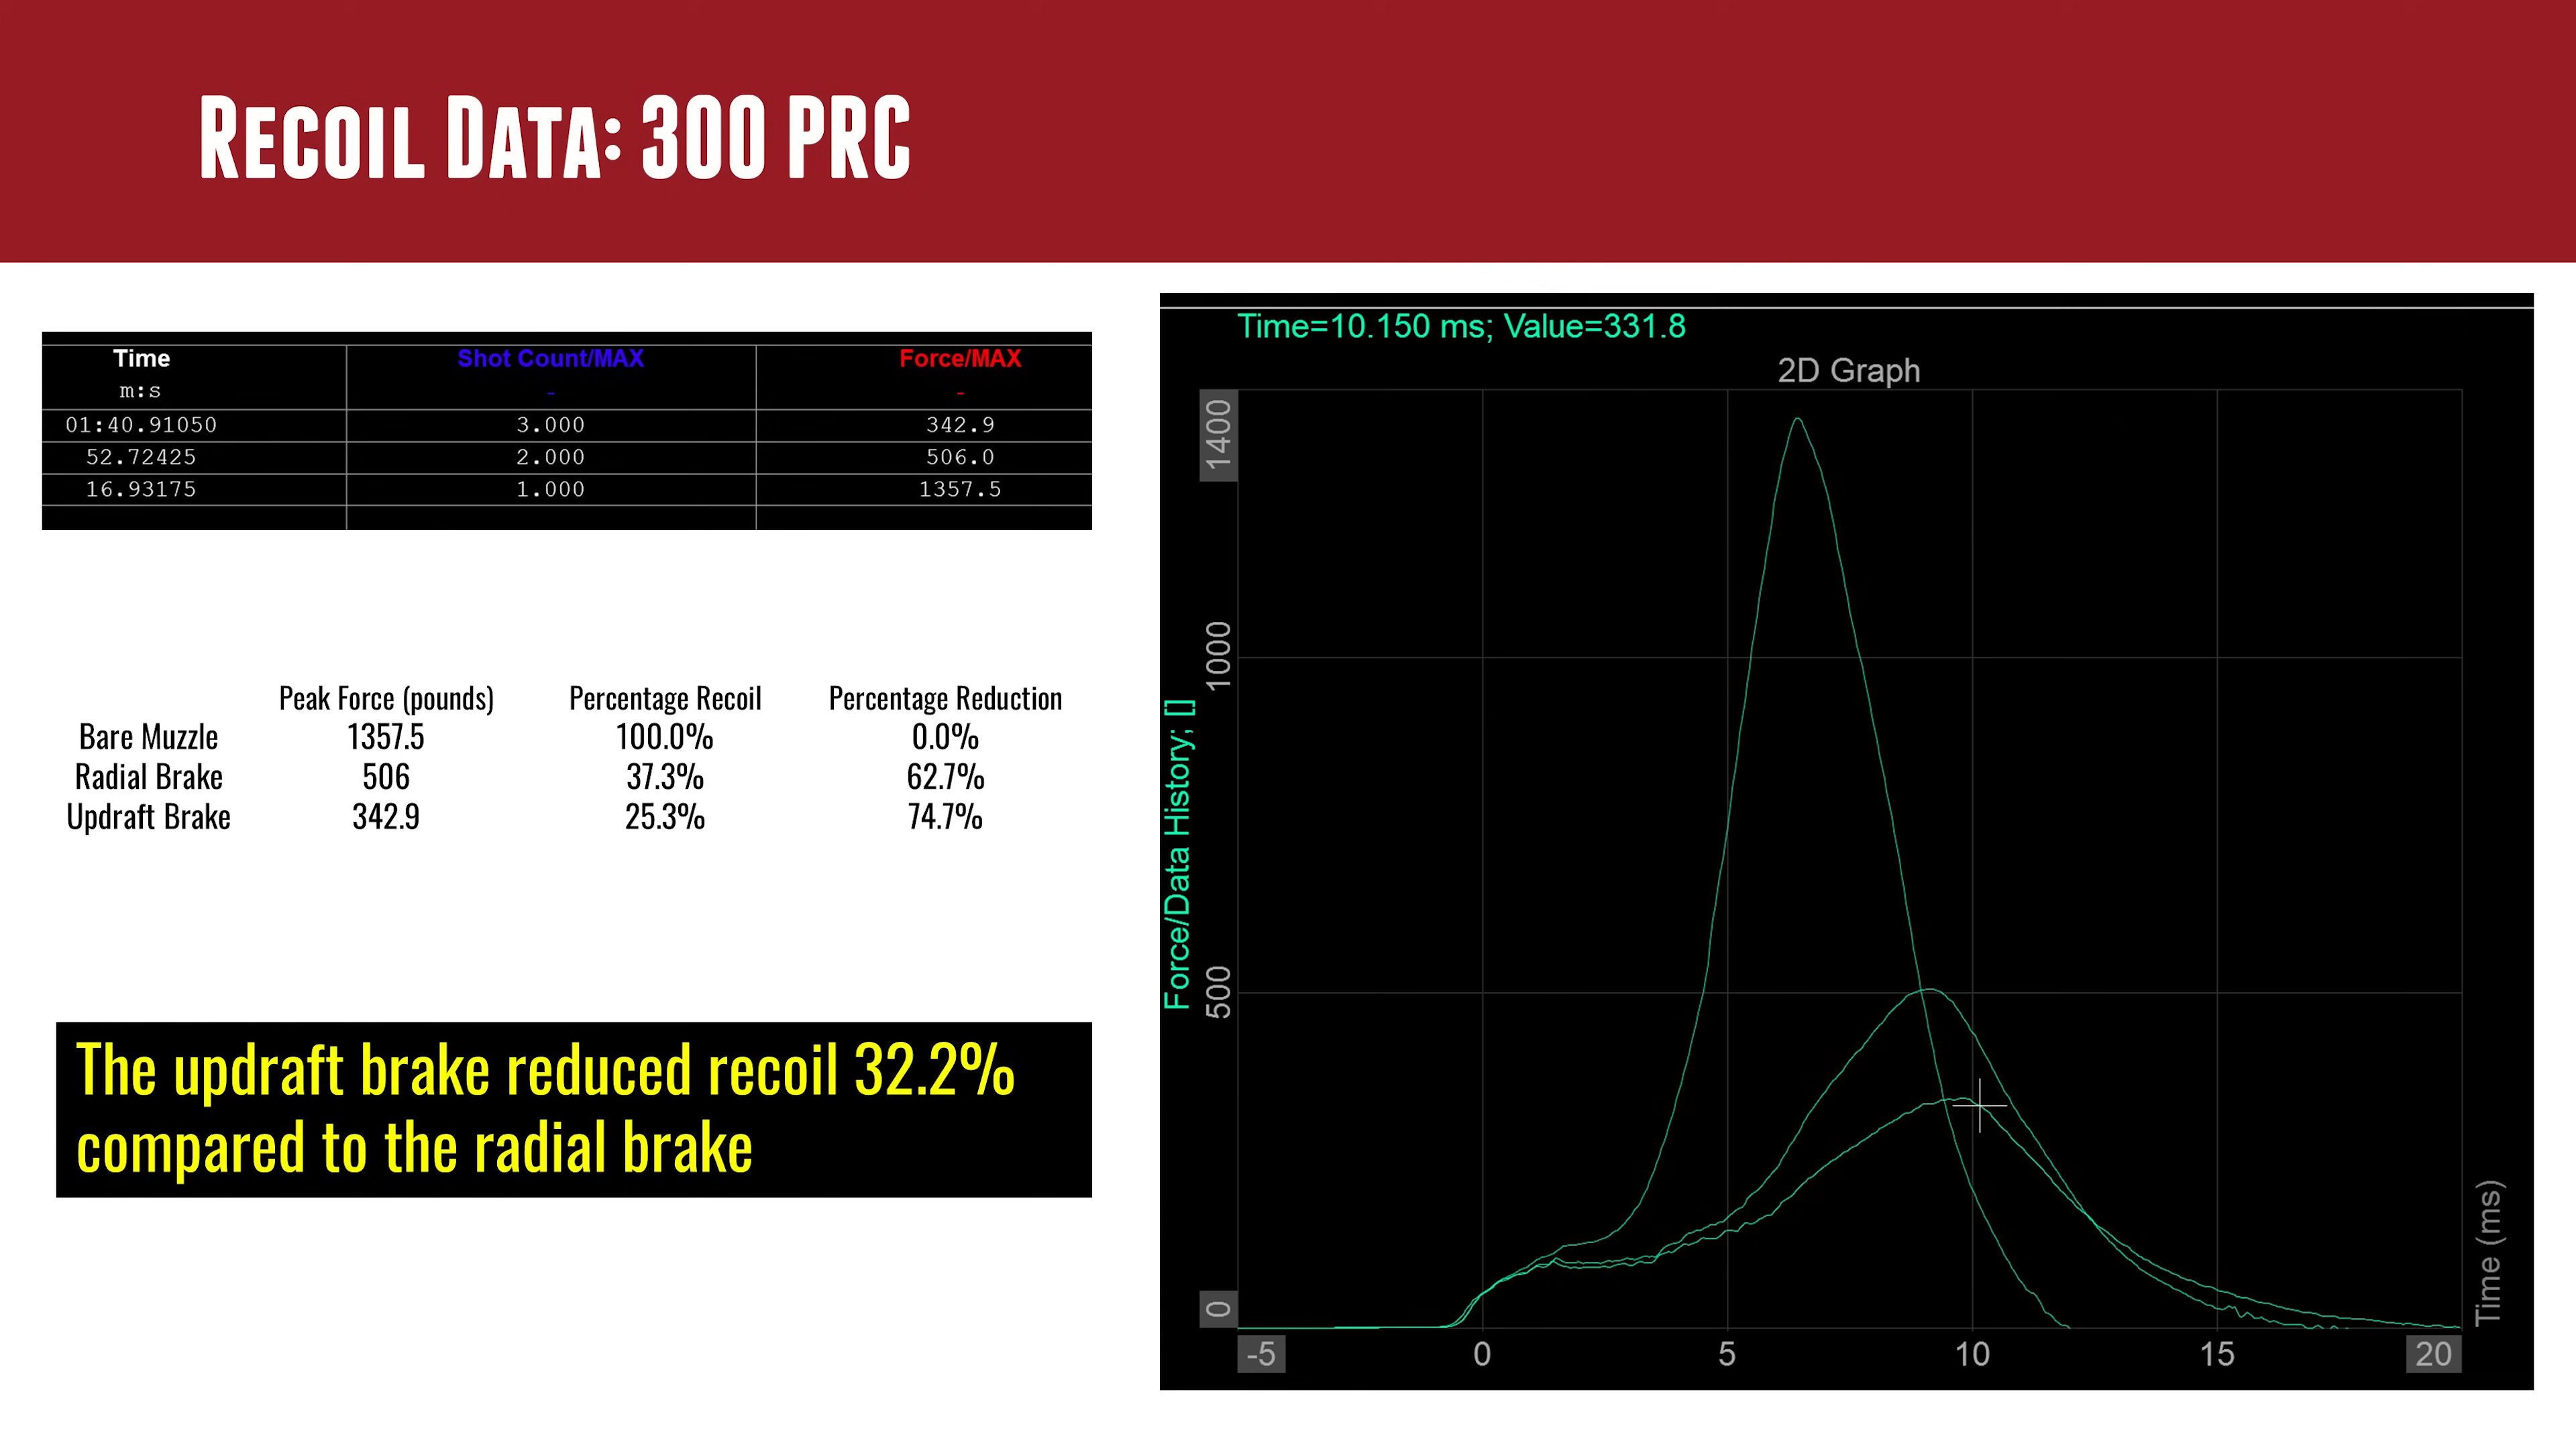 RECOIL DATA: 300 PRC
Time Shot Count/MAX Force/MAX
m:s - -
01:40.91050 3.000 342.9
52.72425 2.000 506.0
16.93175 1.000 1357.5
Peak Force (pounds) Percentage Recoil Percentage Reduction
Bare Muzzle 1357.5 100.0% 0.0%
Radial Brake 506 37.3% 62.7%
Updraft Brake 342.9 25.3% 74.7%
The updraft brake reduced recoil 32.2%
compared to the radial brake
Time=10.150 ms; Value=331.8
2D Graph
Force/Data History; []
1400
1000
500
0
-5 0 5 10 15 20
Time (ms)